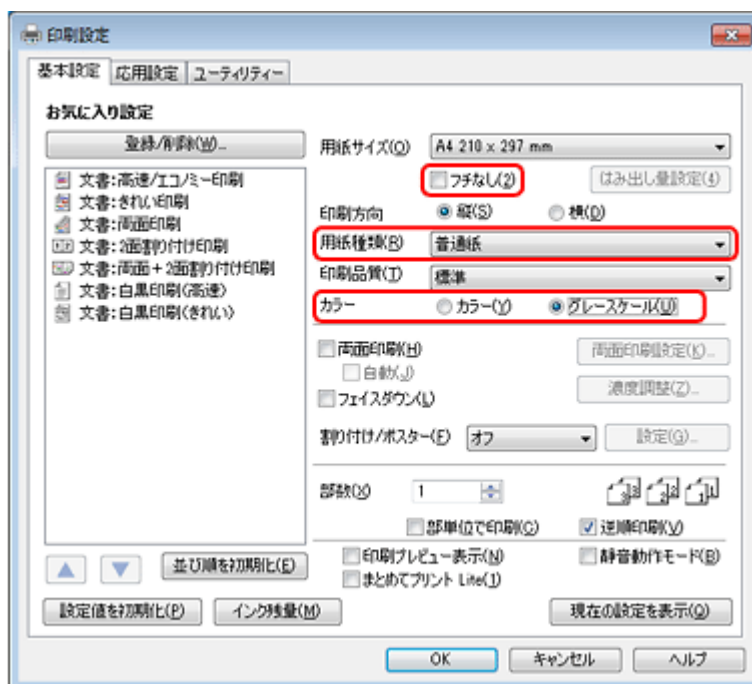 印刷設定
基本設定 応用設定 ユーティリティー
お気に入り設定
登録/削除(W)...
文書:高速/エコノミー印刷
文書:きれい印刷
文書:両面印刷
文書:2面割り付け印刷
文書:両面+2面割り付け印刷
文書:白黒印刷(高速)
文書:白黒印刷(きれい)
並び順を初期化(E)
用紙サイズ(O) A4 210 x 297 mm
フチなし(2) はみ出し量設定(4)
印刷方向 縦(S) 横(D)
用紙種類(R) 普通紙
印刷品質(T) 標準
カラー カラー(Y) グレースケール(U)
両面印刷(H) 両面印刷設定(K)...
自動(J)
濃度調整(Z)...
フェイスダウン(L)
割り付け/ポスター(F) オフ 設定(G)...
部数(X) 1
部単位で印刷(C) 逆順印刷(V)
印刷プレビュー表示(N) 静音動作モード(B)
まとめてプリント Lite(1)
設定値を初期化(P) インク残量(M) 現在の設定を表示(Q)
OK キャンセル ヘルプ